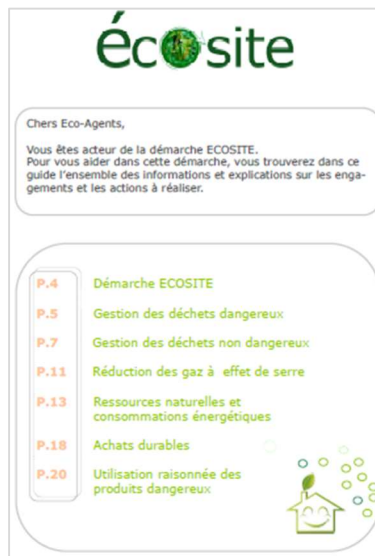 écosite
Chers Eco-Agents,
Vous êtes acteur de la démarche ECOSITE.
Pour vous aider dans cette démarche, vous trouverez dans ce
guide l'ensemble des informations et explications sur les enga-
gements et les actions à réaliser.
P.4 Démarche ECOSITE
P.5 Gestion des déchets dangereux
P.7 Gestion des déchets non dangereux
P.11 Réduction des gaz à effet de serre
P.13 Ressources naturelles et
consommations énergétiques
P.18 Achats durables
P.20 Utilisation raisonnée des
produits dangereux